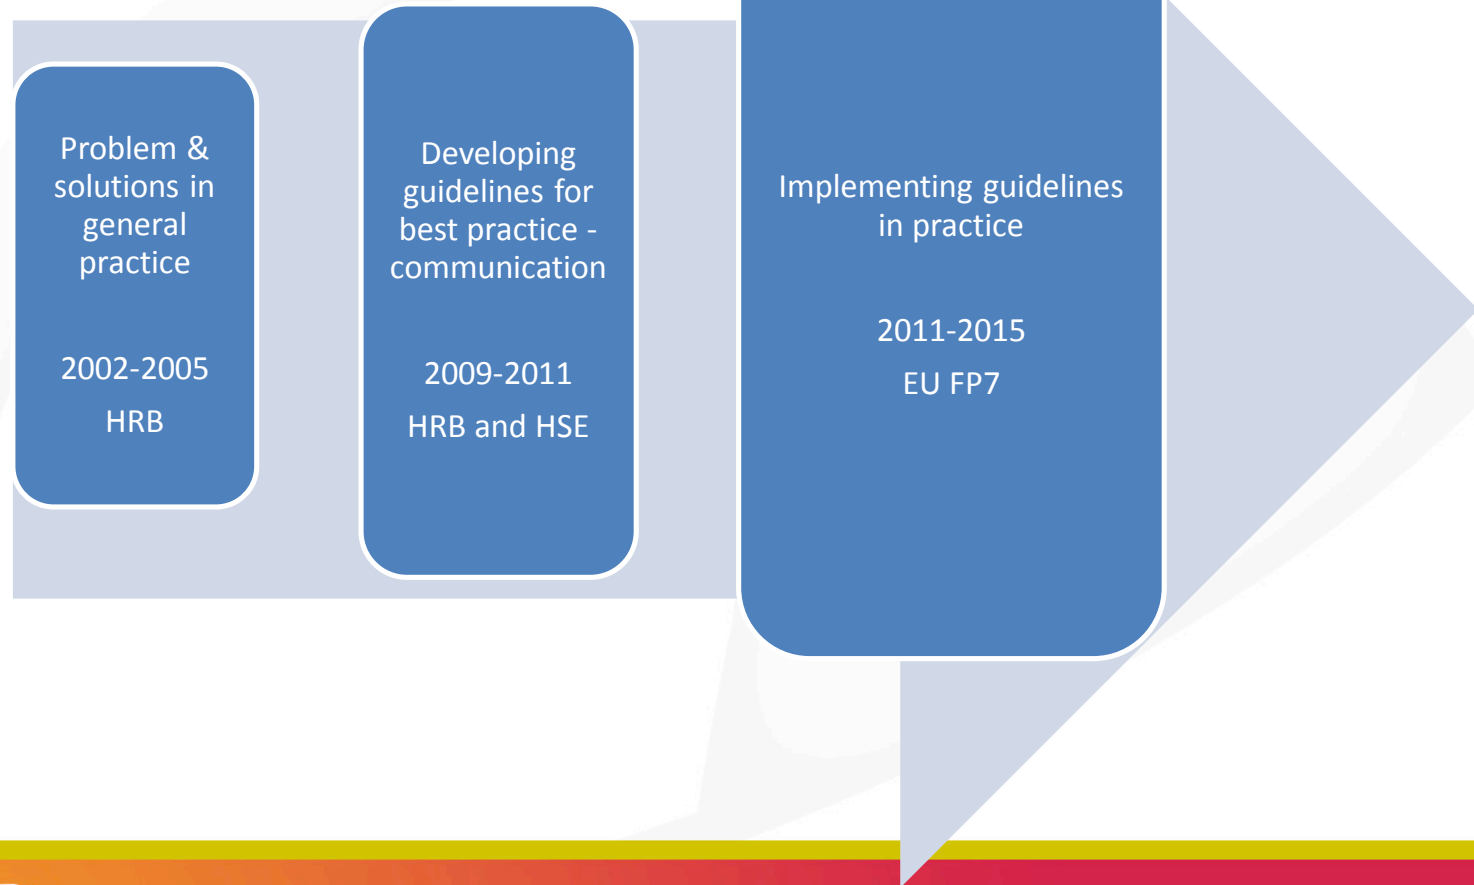 Problem &
solutions in
general
practice
2002-2005
HRB
Developing
guidelines for
best practice -
communication
2009-2011
HRB and HSE
Implementing guidelines
in practice
2011-2015
EU FP7